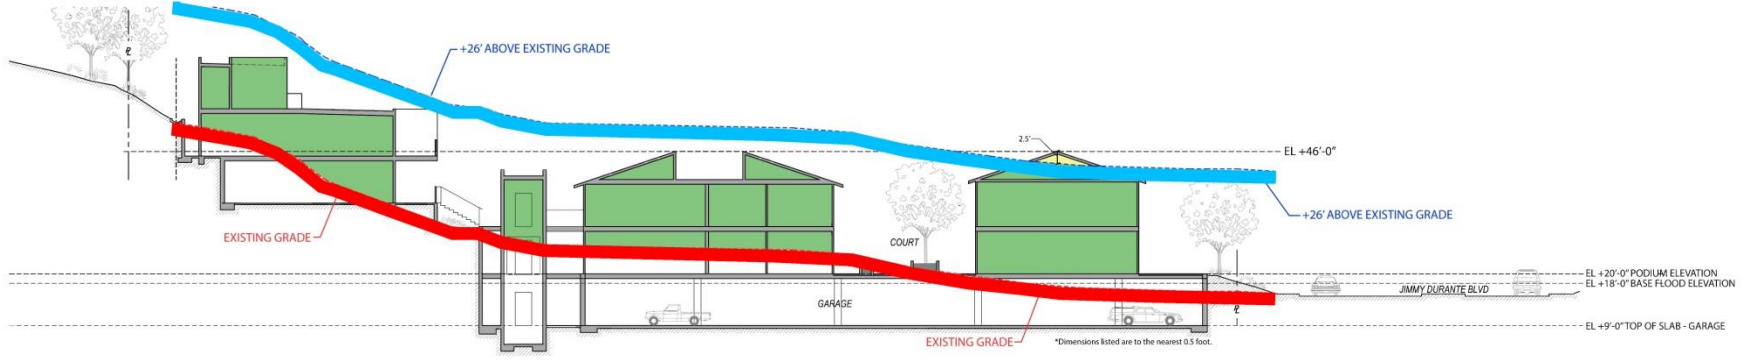 ℄
+26' ABOVE EXISTING GRADE
2.5'
EL +46'-0"
+26' ABOVE EXISTING GRADE
EXISTING GRADE
COURT
EL +20'-0" PODIUM ELEVATION
EL +18'-0" BASE FLOOD ELEVATION
JIMMY DURANTE BLVD
GARAGE
℄
EL +9'-0" TOP OF SLAB - GARAGE
EXISTING GRADE
*Dimensions listed are to the nearest 0.5 foot.